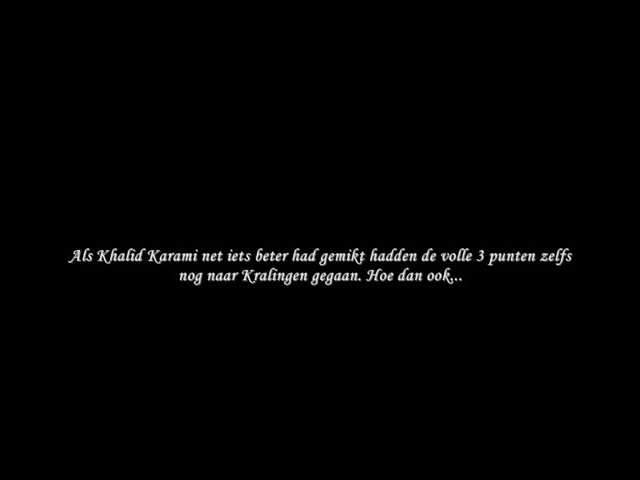 Als Khalid Karami net iets beter had gemikt hadden de volle 3 punten zelfs
nog naar Kralingen gegaan. Hoe dan ook...